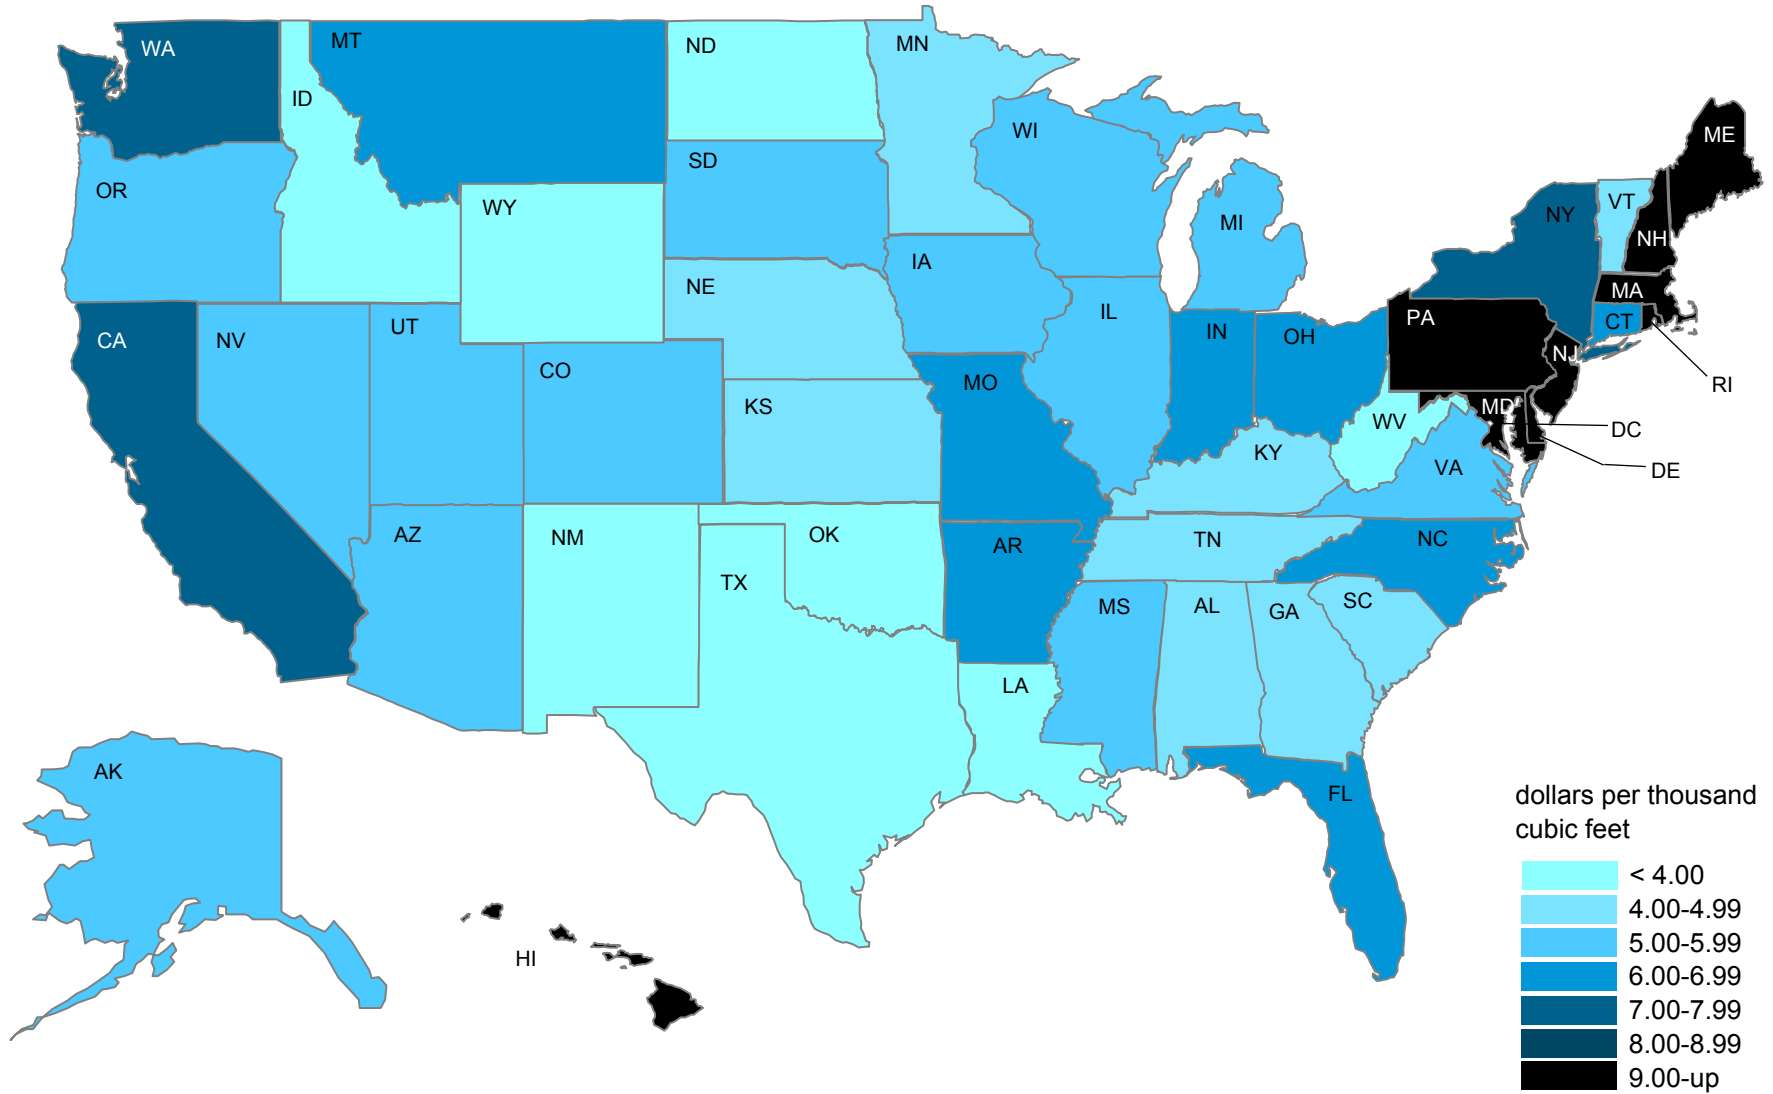 WA
MT
ND
MN
ID
WI
ME
OR
SD
WY
VT
NY
MI
NH
IA
NE
MA
IL
PA
CT
CA
NV
UT
IN
OH
NJ
CO
MO
RI
KS
MD
WV
DC
KY
VA
DE
AZ
NM
OK
AR
TN
NC
TX
MS
AL
GA
SC
LA
AK
FL
HI
dollars per thousand
cubic feet
< 4.00
4.00-4.99
5.00-5.99
6.00-6.99
7.00-7.99
8.00-8.99
9.00-up